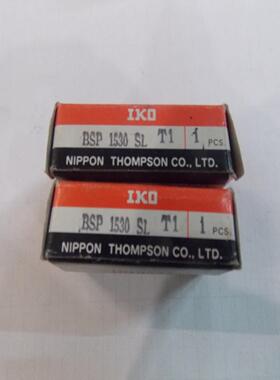 IKO
BSP 1530 SL T1 1 PCS.
NIPPON THOMPSON CO., LTD.
IKO
BSP 1530 SL T1 1 PCS.
NIPPON THOMPSON CO., LTD.